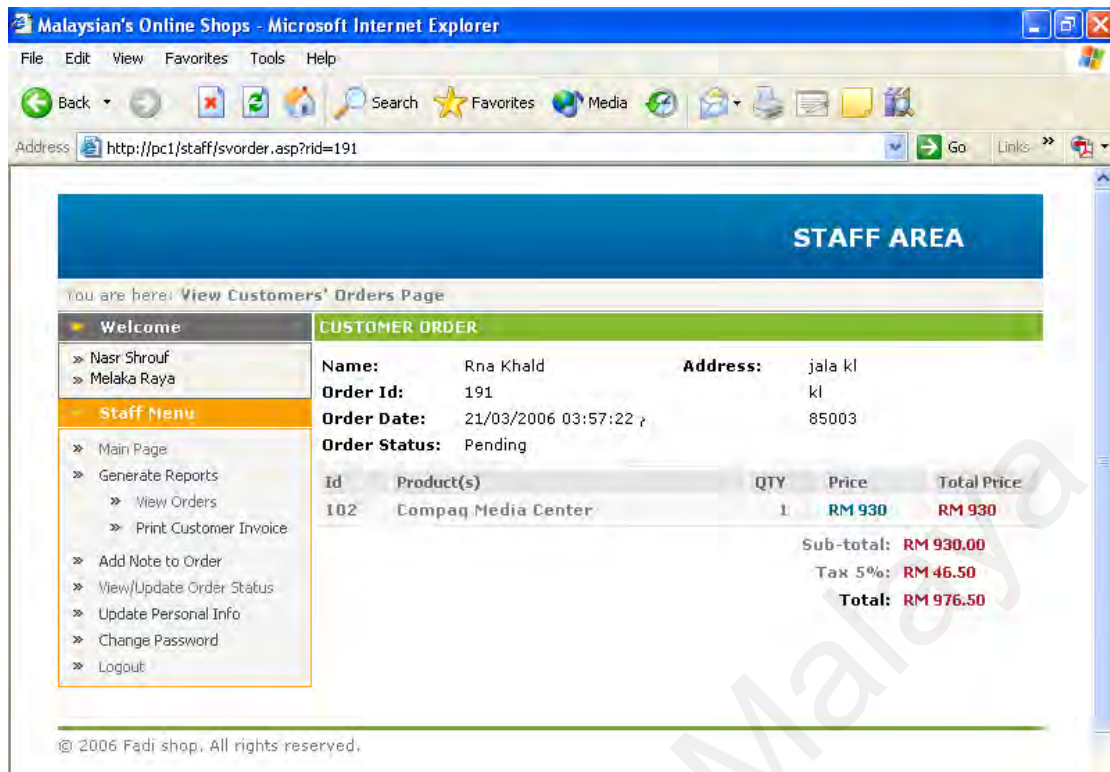 Malaysian's Online Shops - Microsoft Internet Explorer
File Edit View Favorites Tools Help
Back Search Favorites Media
Address http://pc1/staff/svorder.asp?rid=191 Go Links »
STAFF AREA
You are here: View Customers' Orders Page
Welcome
» Nasr Shrouf
» Melaka Raya
Staff Menu
» Main Page
» Generate Reports
» View Orders
» Print Customer Invoice
» Add Note to Order
» View/Update Order Status
» Update Personal Info
» Change Password
» Logout
CUSTOMER ORDER
Name: Rna Khald Address: jala kl
Order Id: 191 kl
Order Date: 21/03/2006 03:57:22 م 85003
Order Status: Pending
Id Product(s) QTY Price Total Price
102 Compaq Media Center 1 RM 930 RM 930
Sub-total: RM 930.00
Tax 5%: RM 46.50
Total: RM 976.50
© 2006 Fadi shop. All rights reserved.
Malaya